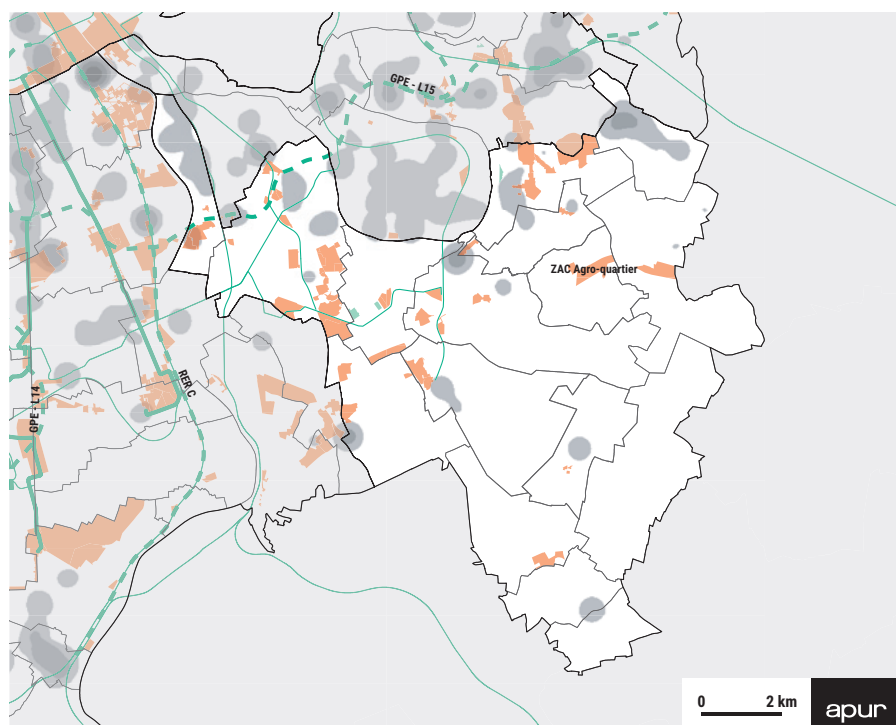 GPE - L15
ZAC Agro-quartier
RER C
GPE - L14
0 2 km
apur